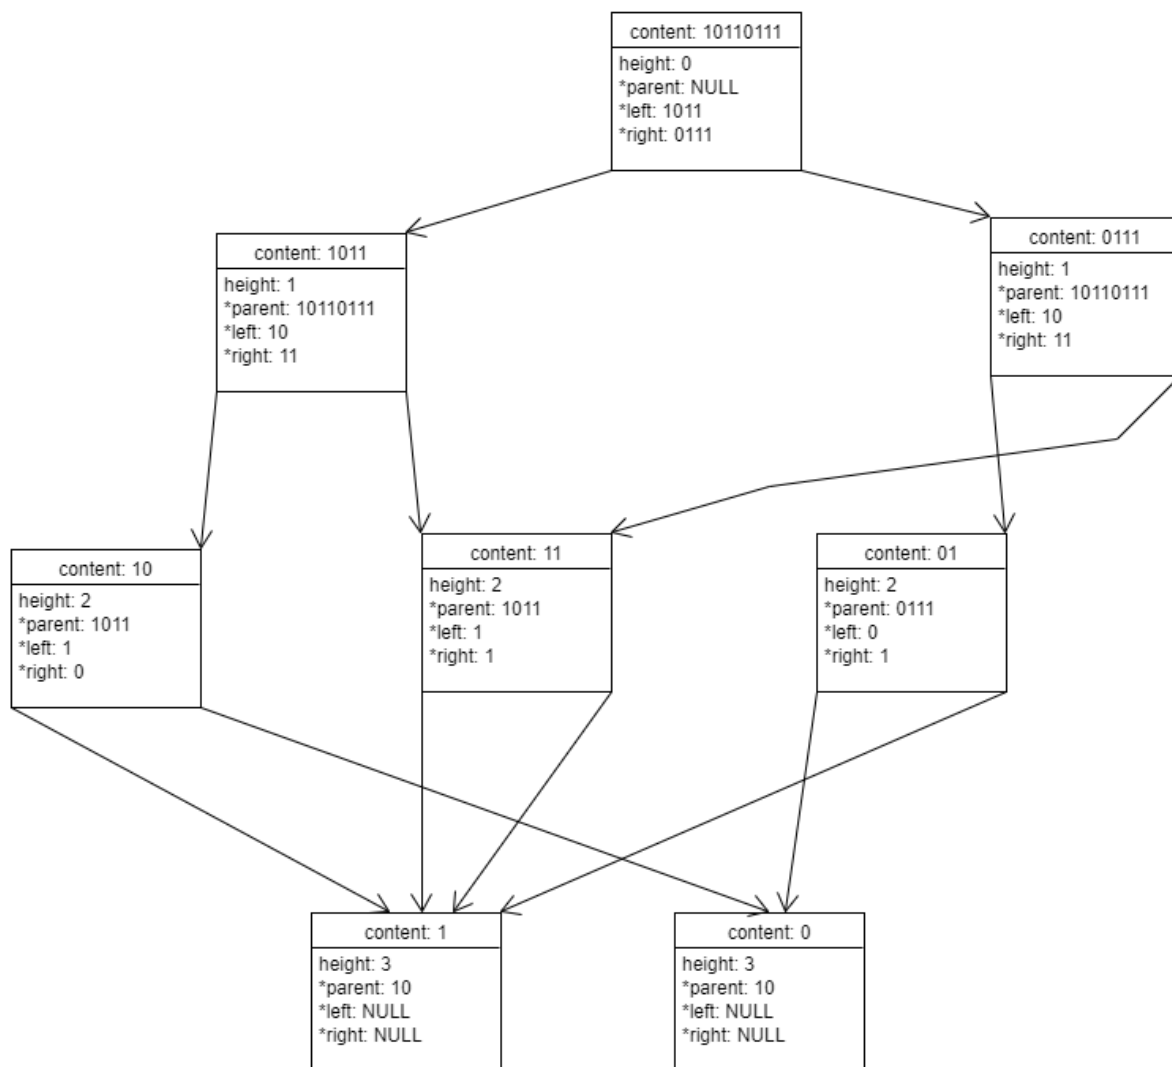 content: 10110111
height: 0
*parent: NULL
*left: 1011
*right: 0111
content: 1011
height: 1
*parent: 10110111
*left: 10
*right: 11
content: 0111
height: 1
*parent: 10110111
*left: 10
*right: 11
content: 10
height: 2
*parent: 1011
*left: 1
*right: 0
content: 11
height: 2
*parent: 1011
*left: 1
*right: 1
content: 01
height: 2
*parent: 0111
*left: 0
*right: 1
content: 1
height: 3
*parent: 10
*left: NULL
*right: NULL
content: 0
height: 3
*parent: 10
*left: NULL
*right: NULL